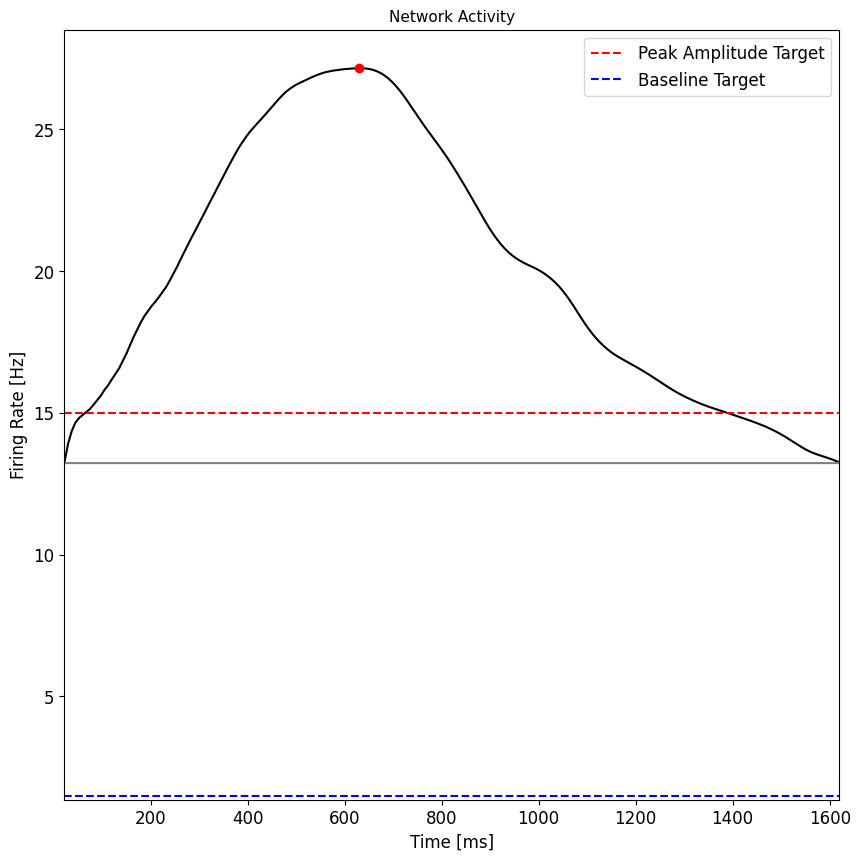 Network Activity
Peak Amplitude Target
Baseline Target
Firing Rate [Hz]
25
20
15
10
5
200 400 600 800 1000 1200 1400 1600
Time [ms]